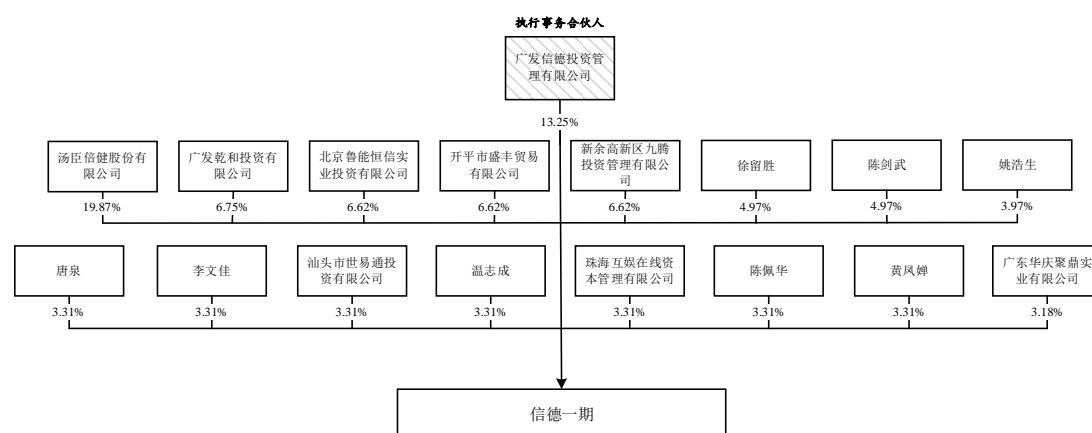 执行事务合伙人
广发信德投资管
理有限公司
13.25%
汤臣倍健股份有
限公司
广发乾和投资有
限公司
北京鲁能恒信实
业投资有限公司
开平市盛丰贸易
有限公司
新余高新区九腾
投资管理有限公
司
徐留胜
陈剑武
姚浩生
19.87%
6.75%
6.62%
6.62%
6.62%
4.97%
4.97%
3.97%
唐泉
李文佳
汕头市世易通投
资有限公司
温志成
珠海互娱在线资
本管理有限公司
陈佩华
黄凤婵
广东华庆聚鼎实
业有限公司
3.31%
3.31%
3.31%
3.31%
3.31%
3.31%
3.31%
3.18%
信德一期